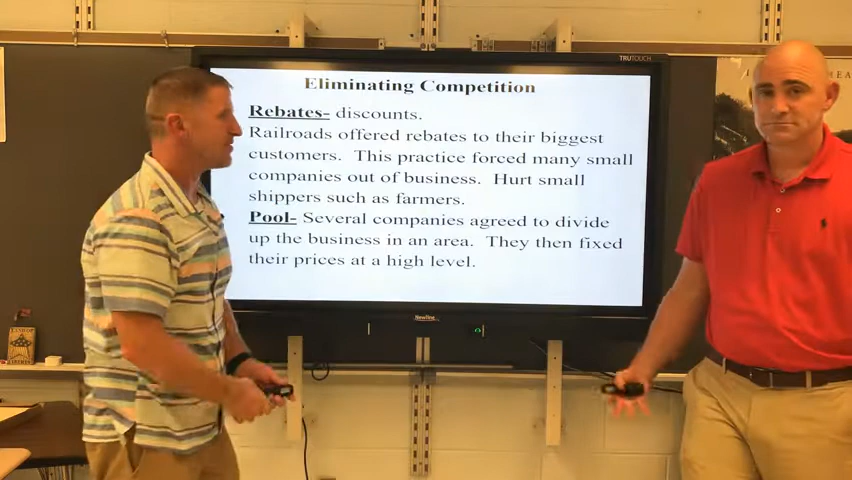 TRUTOUCH
Eliminating Competition
Rebates- discounts.
Railroads offered rebates to their biggest
customers. This practice forced many small
companies out of business. Hurt small
shippers such as farmers.
Pool- Several companies agreed to divide
up the business in an area. They then fixed
their prices at a high level.
Newline